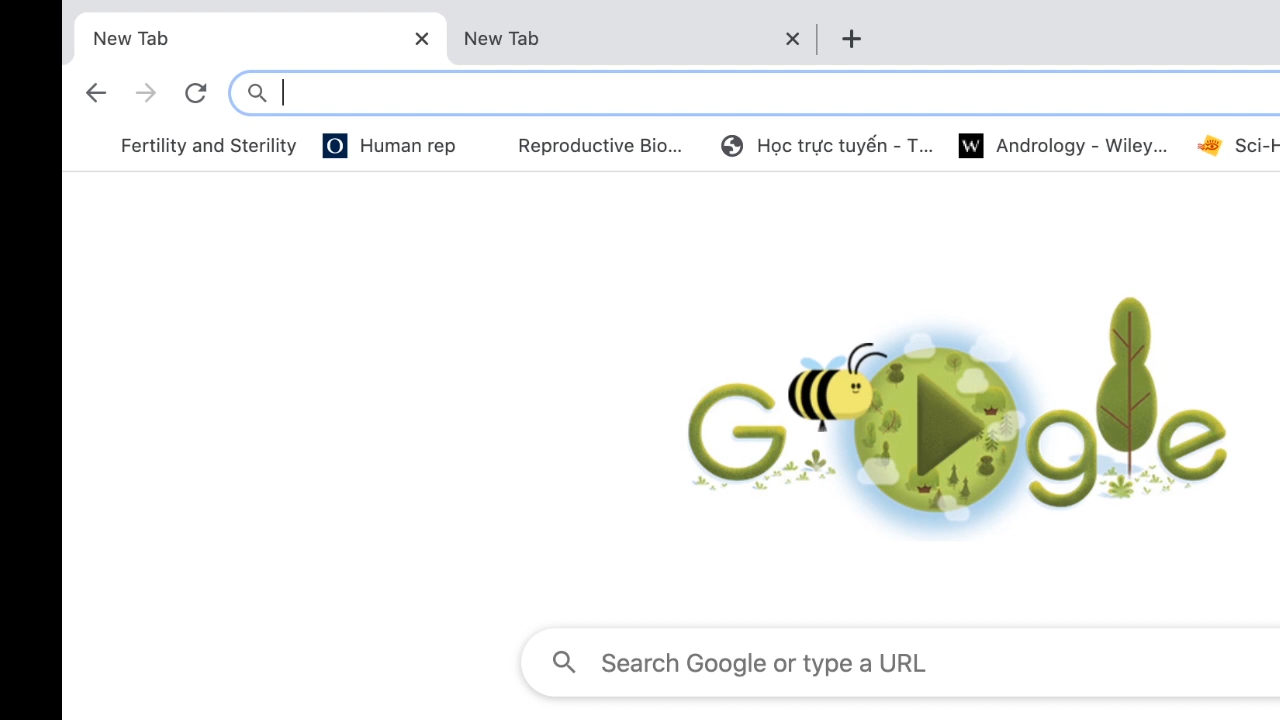 New Tab New Tab
Fertility and Sterility Human rep Reproductive Bio... Học trực tuyến - T... Andrology - Wiley... Sci-H
Google
Search Google or type a URL